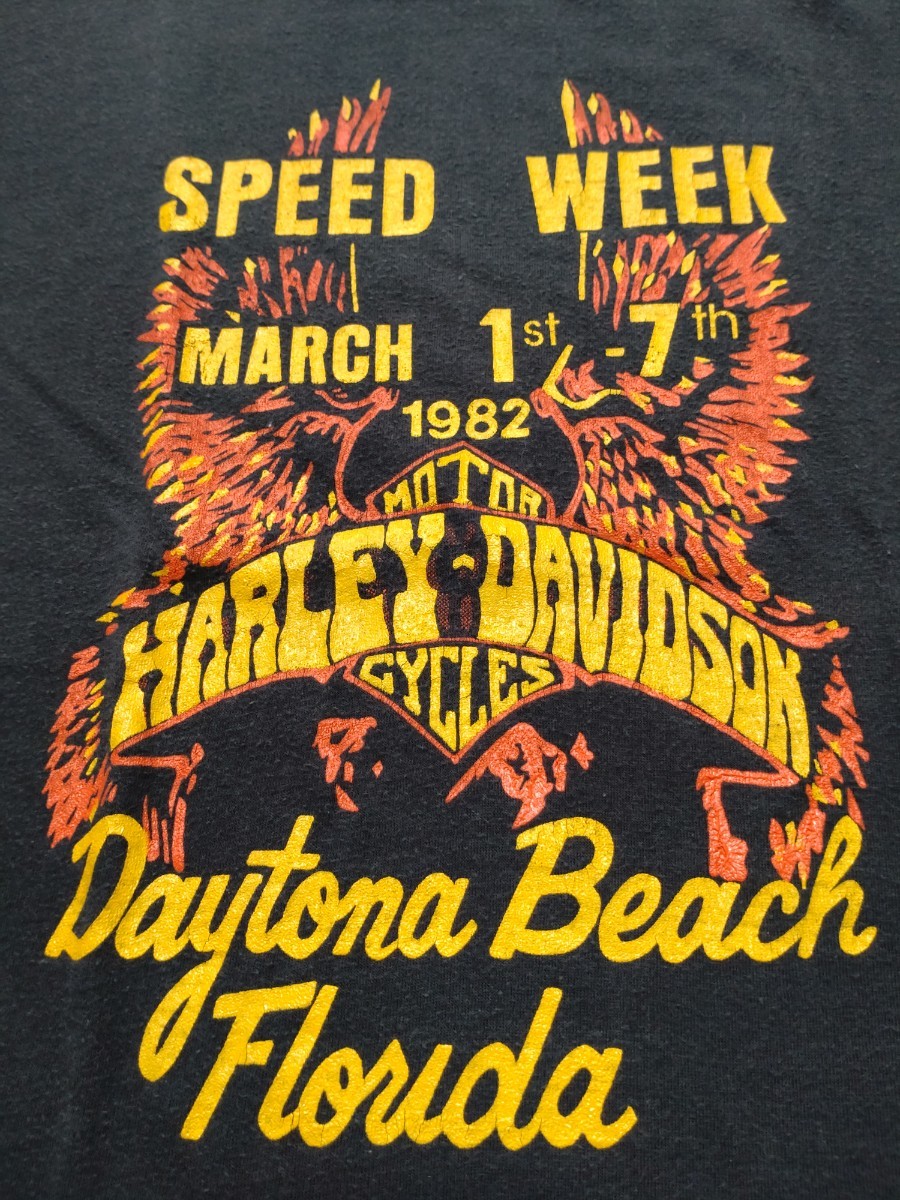 SPEED WEEK
MARCH 1st - 7th
1982
MOTOR
HARLEY-DAVIDSON
CYCLES
Daytona Beach
Florida